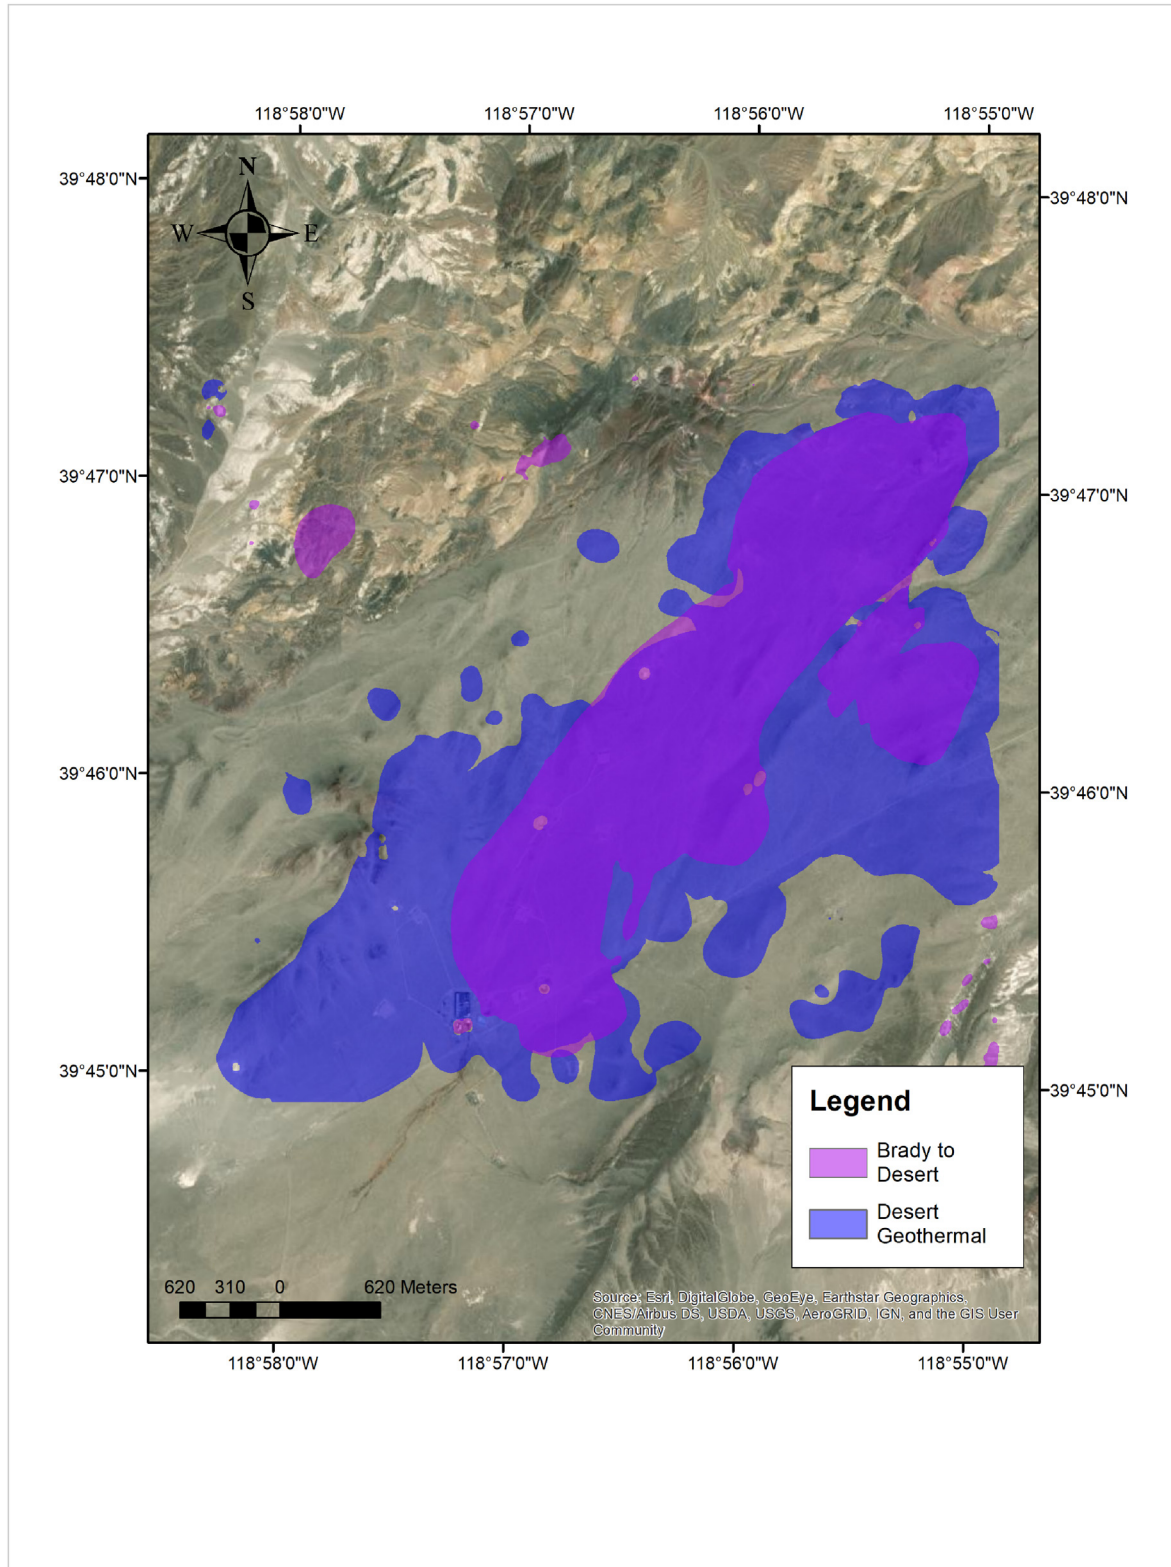 118°58'0"W 118°57'0"W 118°56'0"W 118°55'0"W
N
39°48'0"N
39°48'0"N
W E
S
39°47'0"N
39°47'0"N
39°46'0"N
39°46'0"N
39°45'0"N
39°45'0"N
Legend
Brady to
Desert
Desert
Geothermal
620 310 0 620 Meters
Source: Esri, DigitalGlobe, GeoEye, Earthstar Geographics,
CNES/Airbus DS, USDA, USGS, AeroGRID, IGN, and the GIS User
Community
118°58'0"W 118°57'0"W 118°56'0"W 118°55'0"W